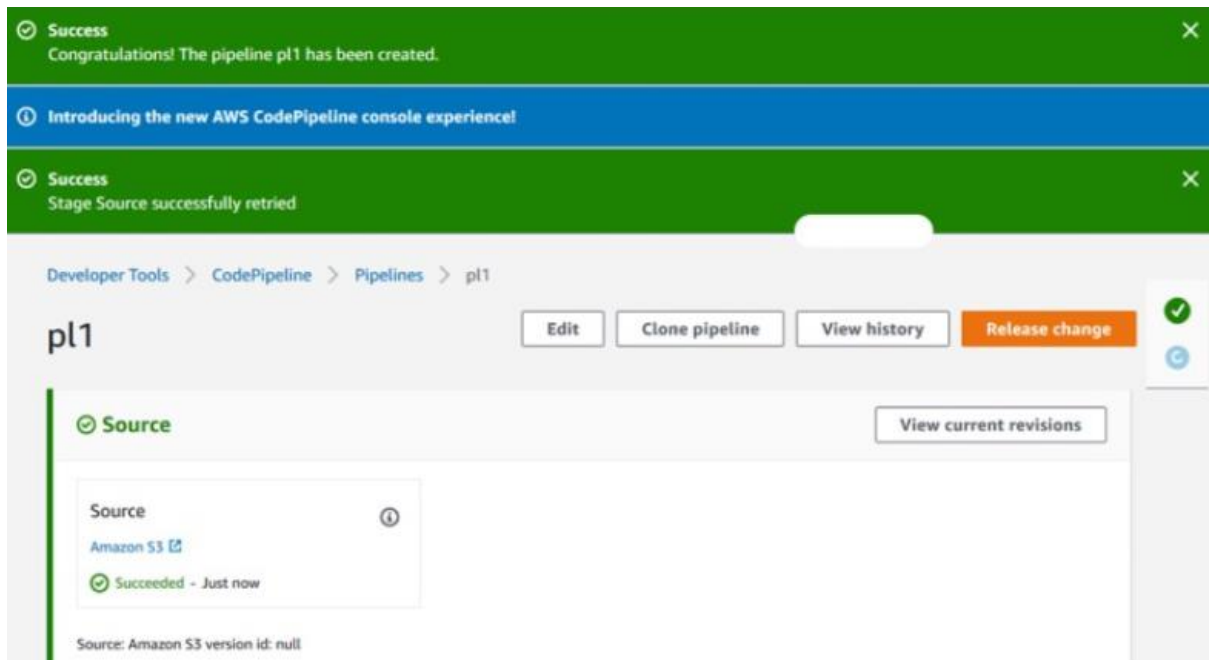 Success
Congratulations! The pipeline pl1 has been created.
Introducing the new AWS CodePipeline console experience!
Success
Stage Source successfully retried
Developer Tools > CodePipeline > Pipelines > pl1
pl1
Edit
Clone pipeline
View history
Release change
Source
View current revisions
Source
Amazon S3
Succeeded - Just now
Source: Amazon S3 version id: null